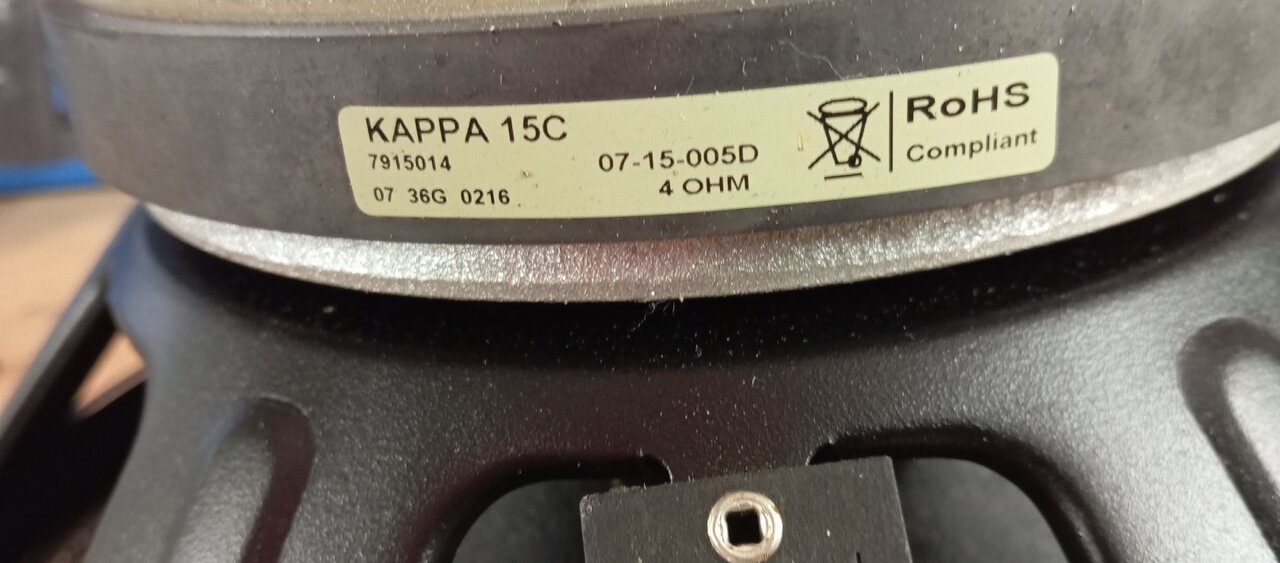 KAPPA 15C
7915014
07 36G 0216
07-15-005D
4 OHM
RoHS
Compliant